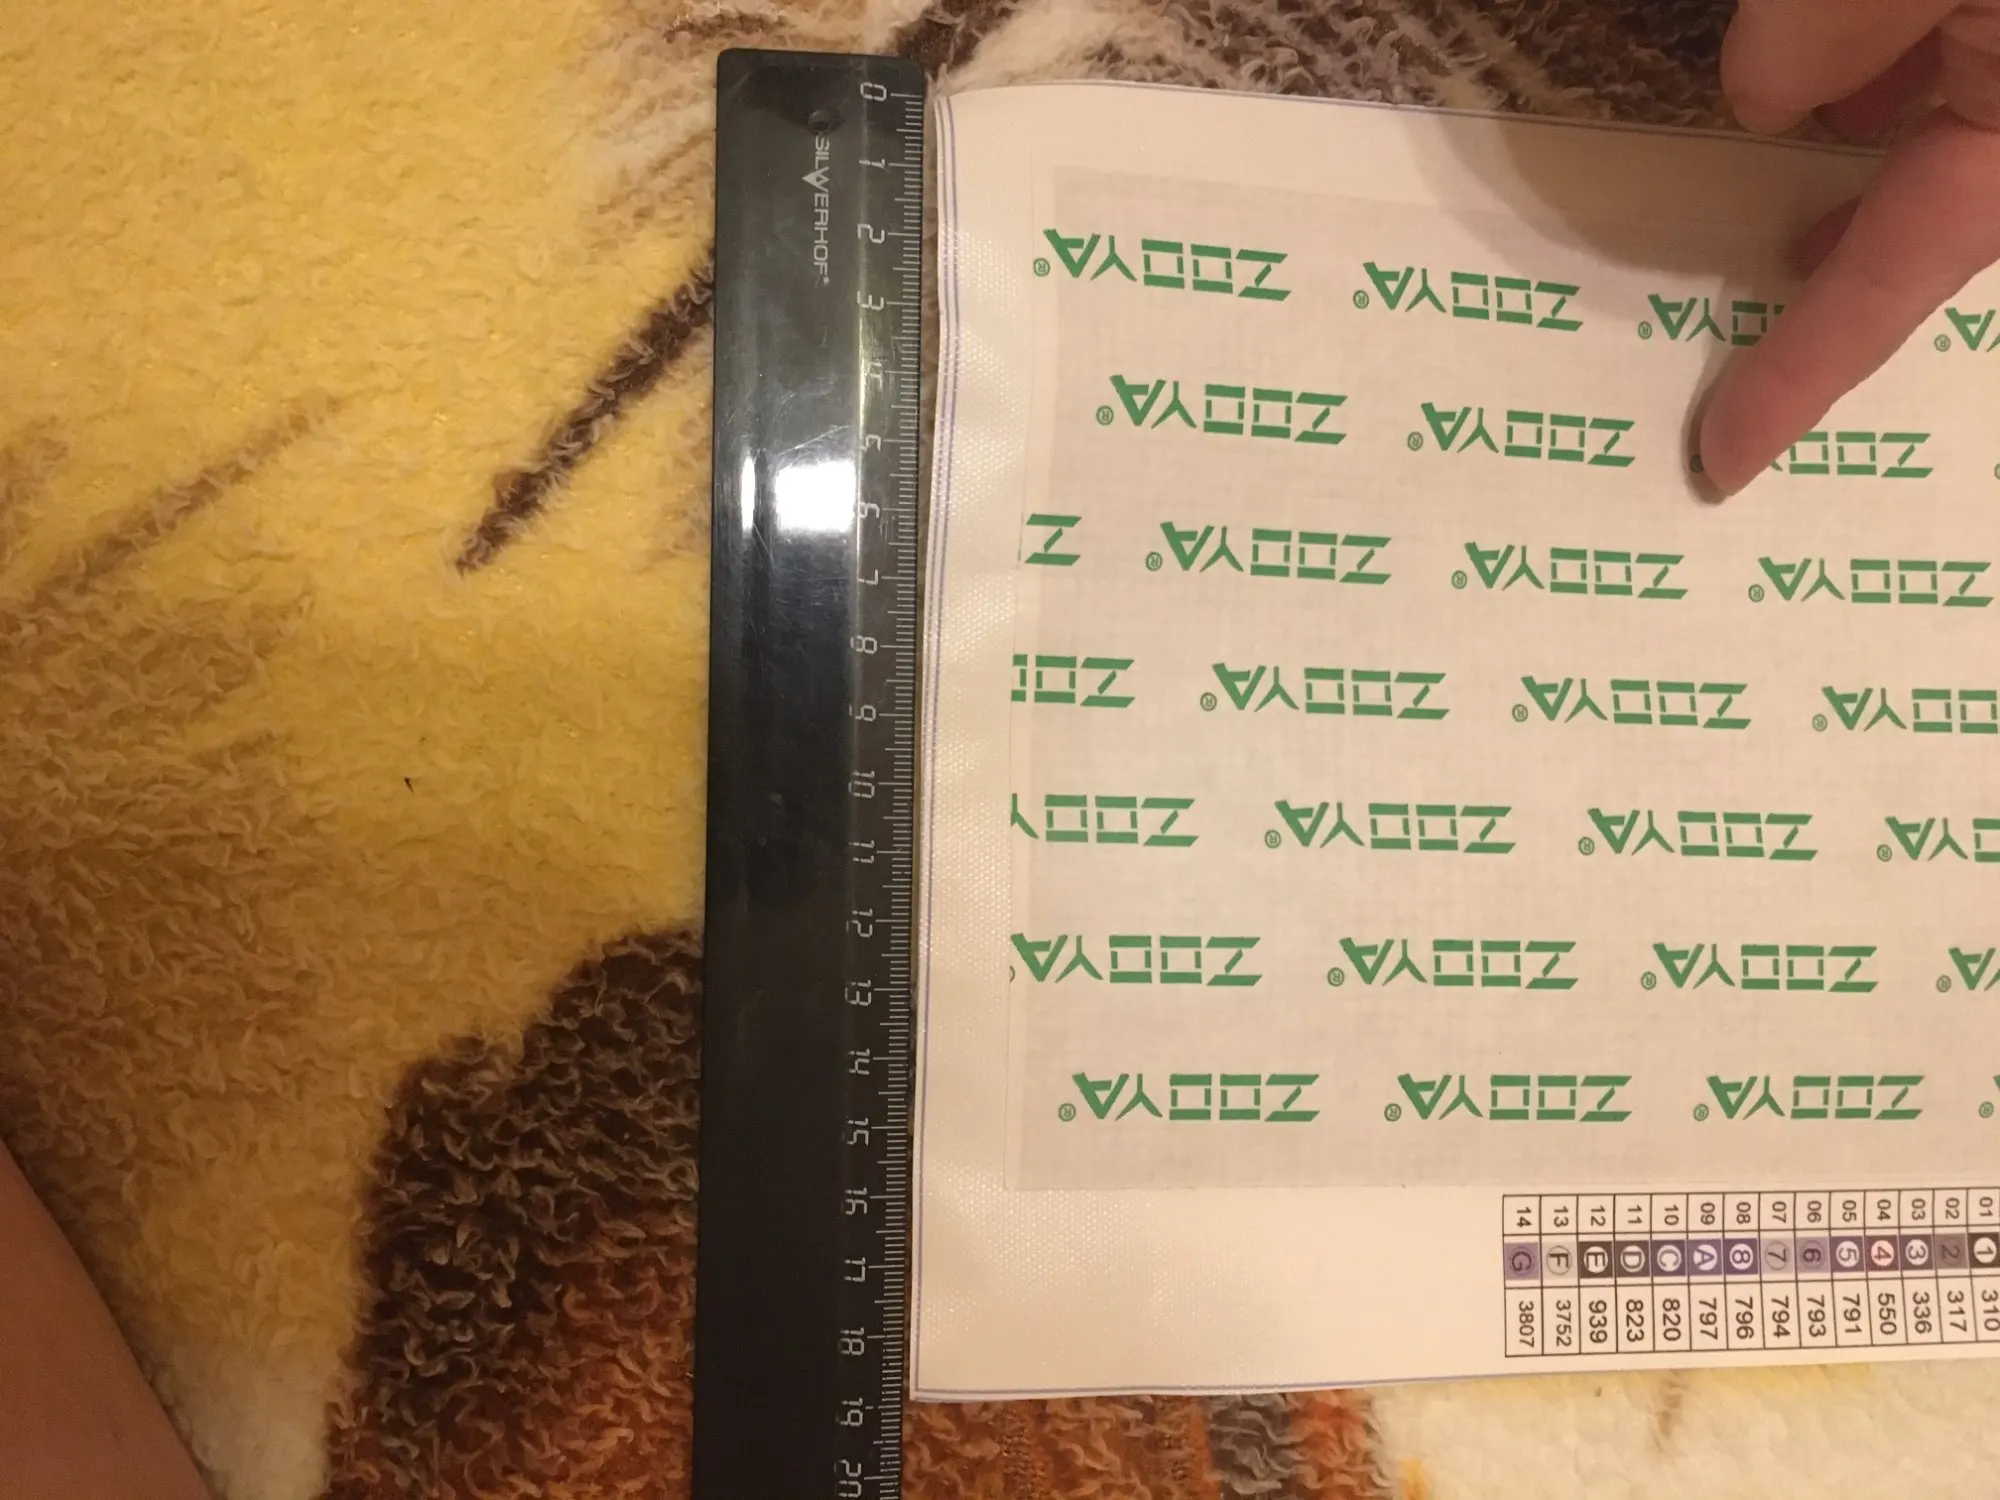 0 1 2 3 4 5 6 7 8 9 10 11 12 13 14 15 16 17 18 19 20
SILWERHOF®
ZOOYA® ZOOYA®
ZOOYA® ZOOYA®
ZOOYA® ZOOYA® ZOOYA®
ZOOYA® ZOOYA®
ZOOYA® ZOOYA®
ZOOYA® ZOOYA® ZOOYA®
ZOOYA® ZOOYA® ZOOYA®
01 1 310
02 2 317
03 3 336
04 4 550
05 5 791
06 6 793
07 7 794
08 8 796
09 A 797
10 C 820
11 D 823
12 E 939
13 F 3752
14 G 3807